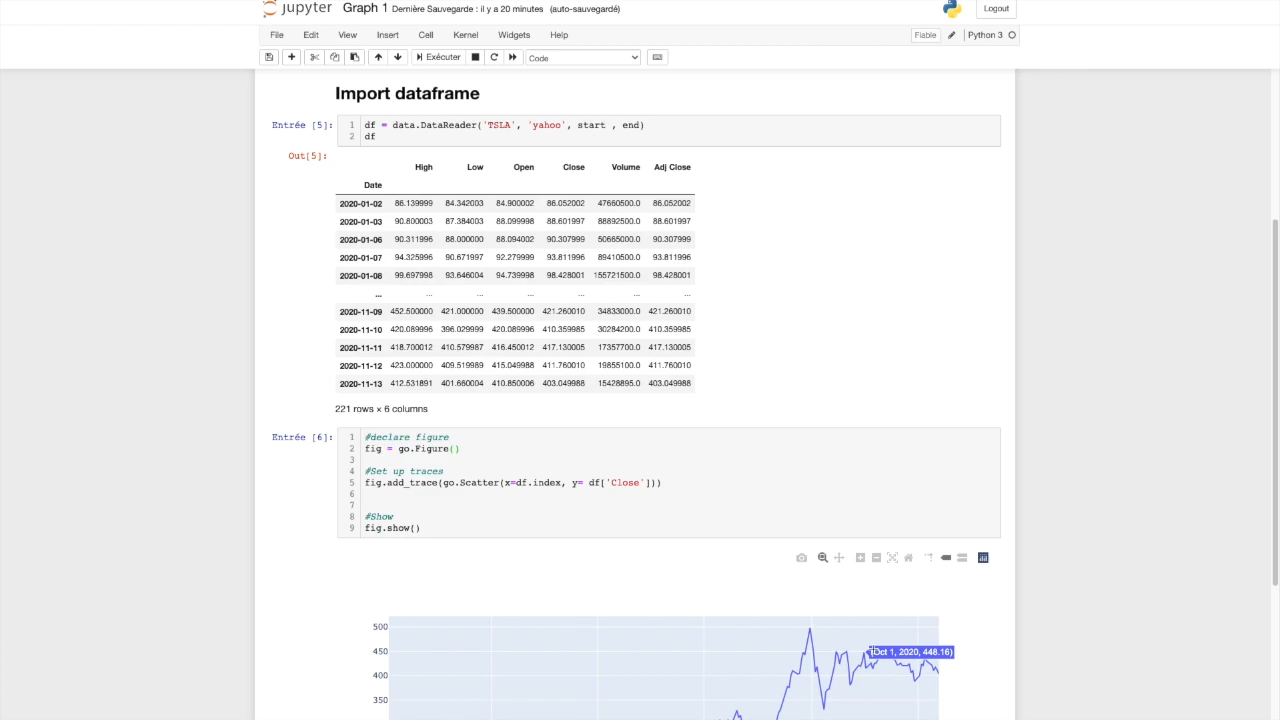 jupyter Graph 1 Dernière Sauvegarde : il y a 20 minutes (auto-sauvegardé)
Logout
File Edit View Insert Cell Kernel Widgets Help
Fiable
Python 3
Exécuter
Code
Import dataframe
Entrée [5]:
1 df = data.DataReader('TSLA', 'yahoo', start , end)
2 df
Out[5]:
High Low Open Close Volume Adj Close
Date
2020-01-02 86.139999 84.342003 84.900002 86.052002 47660500.0 86.052002
2020-01-03 90.800003 87.384003 88.099998 88.601997 88892500.0 88.601997
2020-01-06 90.311996 88.000000 88.094002 90.307999 50665000.0 90.307999
2020-01-07 94.325996 90.671997 92.279999 93.811996 89410500.0 93.811996
2020-01-08 99.697998 93.646004 94.739998 98.428001 155721500.0 98.428001
... ... ... ... ... ... ...
2020-11-09 452.500000 421.000000 439.500000 421.260010 34833000.0 421.260010
2020-11-10 420.089996 396.029999 420.089996 410.359985 30284200.0 410.359985
2020-11-11 418.700012 410.579987 416.450012 417.130005 17357700.0 417.130005
2020-11-12 423.000000 409.519989 415.049988 411.760010 19855100.0 411.760010
2020-11-13 412.531891 401.660004 410.850006 403.049988 15428895.0 403.049988
221 rows × 6 columns
Entrée [6]:
1 #declare figure
2 fig = go.Figure()
3
4 #Set up traces
5 fig.add_trace(go.Scatter(x=df.index, y= df['Close']))
6
7
8 #Show
9 fig.show()
500
450
(Oct 1, 2020, 448.16)
400
350